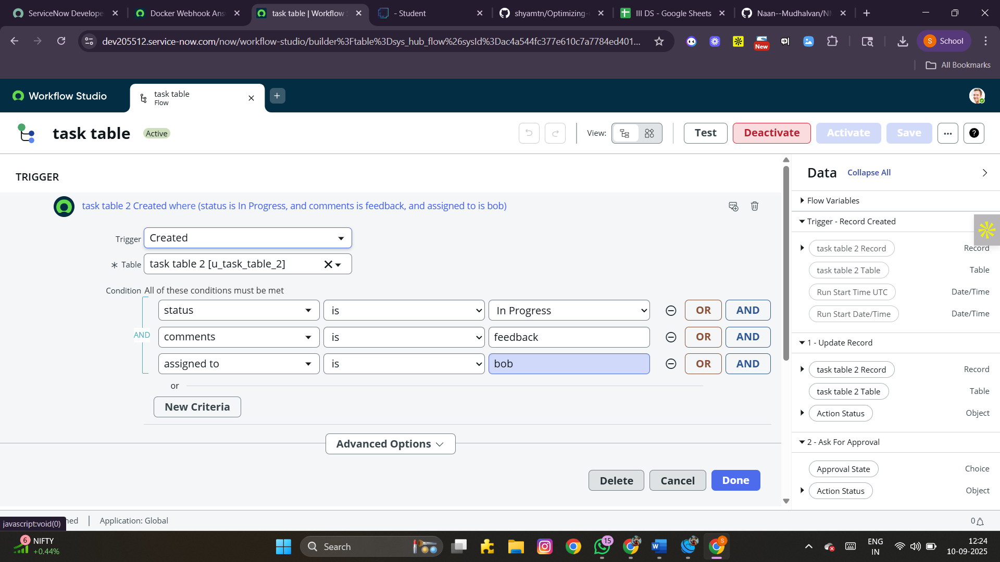 ServiceNow Develope
Docker Webhook Ans
task table | Workflow S
- Student
shyamtn/Optimizing-
III DS - Google Sheets
Naan--Mudhalvan/NM
dev205512.service-now.com/now/workflow-studio/builder%3Ftable%3Dsys_hub_flow%26sysId%3Dac4a544fc377e610c7a7784ed401...
New
S School
All Bookmarks
Workflow Studio
task table
Flow
task table
Active
View:
Test
Deactivate
Activate
Save
TRIGGER
task table 2 Created where (status is In Progress, and comments is feedback, and assigned to is bob)
Trigger
Created
* Table
task table 2 [u_task_table_2]
Condition
All of these conditions must be met
status
is
In Progress
OR
AND
AND
comments
is
feedback
OR
AND
assigned to
is
bob
OR
AND
or
New Criteria
Advanced Options
Delete
Cancel
Done
Data
Collapse All
Flow Variables
Trigger - Record Created
task table 2 Record
Record
task table 2 Table
Table
Run Start Time UTC
Date/Time
Run Start Date/Time
Date/Time
1 - Update Record
task table 2 Record
Record
task table 2 Table
Table
Action Status
Object
2 - Ask For Approval
Approval State
Choice
Action Status
Object
javascript:void(0)
Application: Global
0
6
NIFTY
+0.44%
Search
15
S
ENG
IN
12:24
10-09-2025